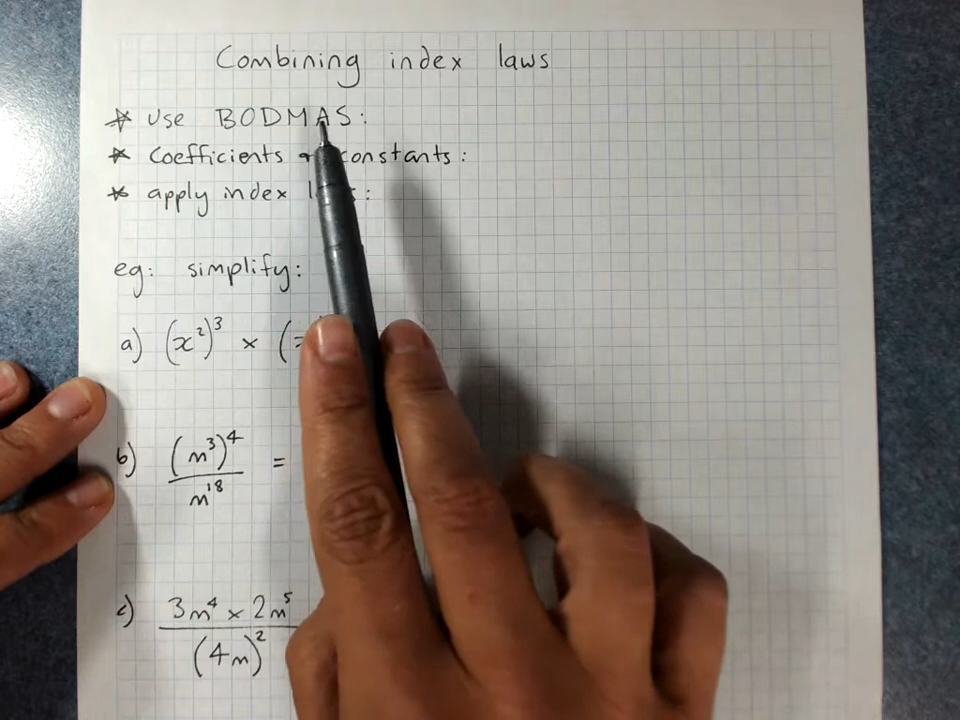 Combining index laws
* Use BODMAS:
* Coefficients & constants:
* apply index :
eg: simplify:
a) (x²)³ × (
b) (m³)⁴ / m¹⁸ =
c) 3m⁴ × 2m⁵ / (4m)²